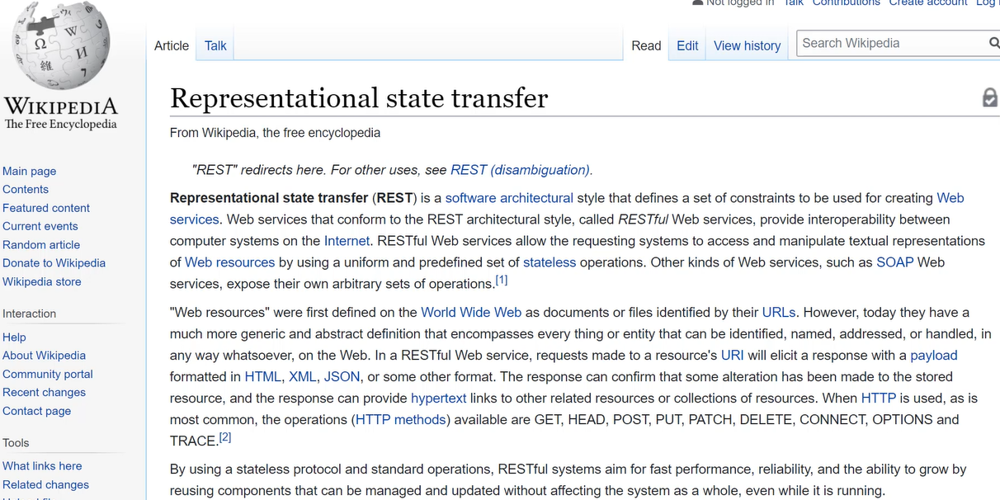 Not logged in Talk Contributions Create account Log
Article Talk Read Edit View history Search Wikipedia
WIKIPEDIA
The Free Encyclopedia
Representational state transfer
From Wikipedia, the free encyclopedia
"REST" redirects here. For other uses, see REST (disambiguation).
Representational state transfer (REST) is a software architectural style that defines a set of constraints to be used for creating Web
services. Web services that conform to the REST architectural style, called RESTful Web services, provide interoperability between
computer systems on the Internet. RESTful Web services allow the requesting systems to access and manipulate textual representations
of Web resources by using a uniform and predefined set of stateless operations. Other kinds of Web services, such as SOAP Web
services, expose their own arbitrary sets of operations.[1]
"Web resources" were first defined on the World Wide Web as documents or files identified by their URLs. However, today they have a
much more generic and abstract definition that encompasses every thing or entity that can be identified, named, addressed, or handled, in
any way whatsoever, on the Web. In a RESTful Web service, requests made to a resource's URI will elicit a response with a payload
formatted in HTML, XML, JSON, or some other format. The response can confirm that some alteration has been made to the stored
resource, and the response can provide hypertext links to other related resources or collections of resources. When HTTP is used, as is
most common, the operations (HTTP methods) available are GET, HEAD, POST, PUT, PATCH, DELETE, CONNECT, OPTIONS and
TRACE.[2]
By using a stateless protocol and standard operations, RESTful systems aim for fast performance, reliability, and the ability to grow by
reusing components that can be managed and updated without affecting the system as a whole, even while it is running.
Main page
Contents
Featured content
Current events
Random article
Donate to Wikipedia
Wikipedia store
Interaction
Help
About Wikipedia
Community portal
Recent changes
Contact page
Tools
What links here
Related changes